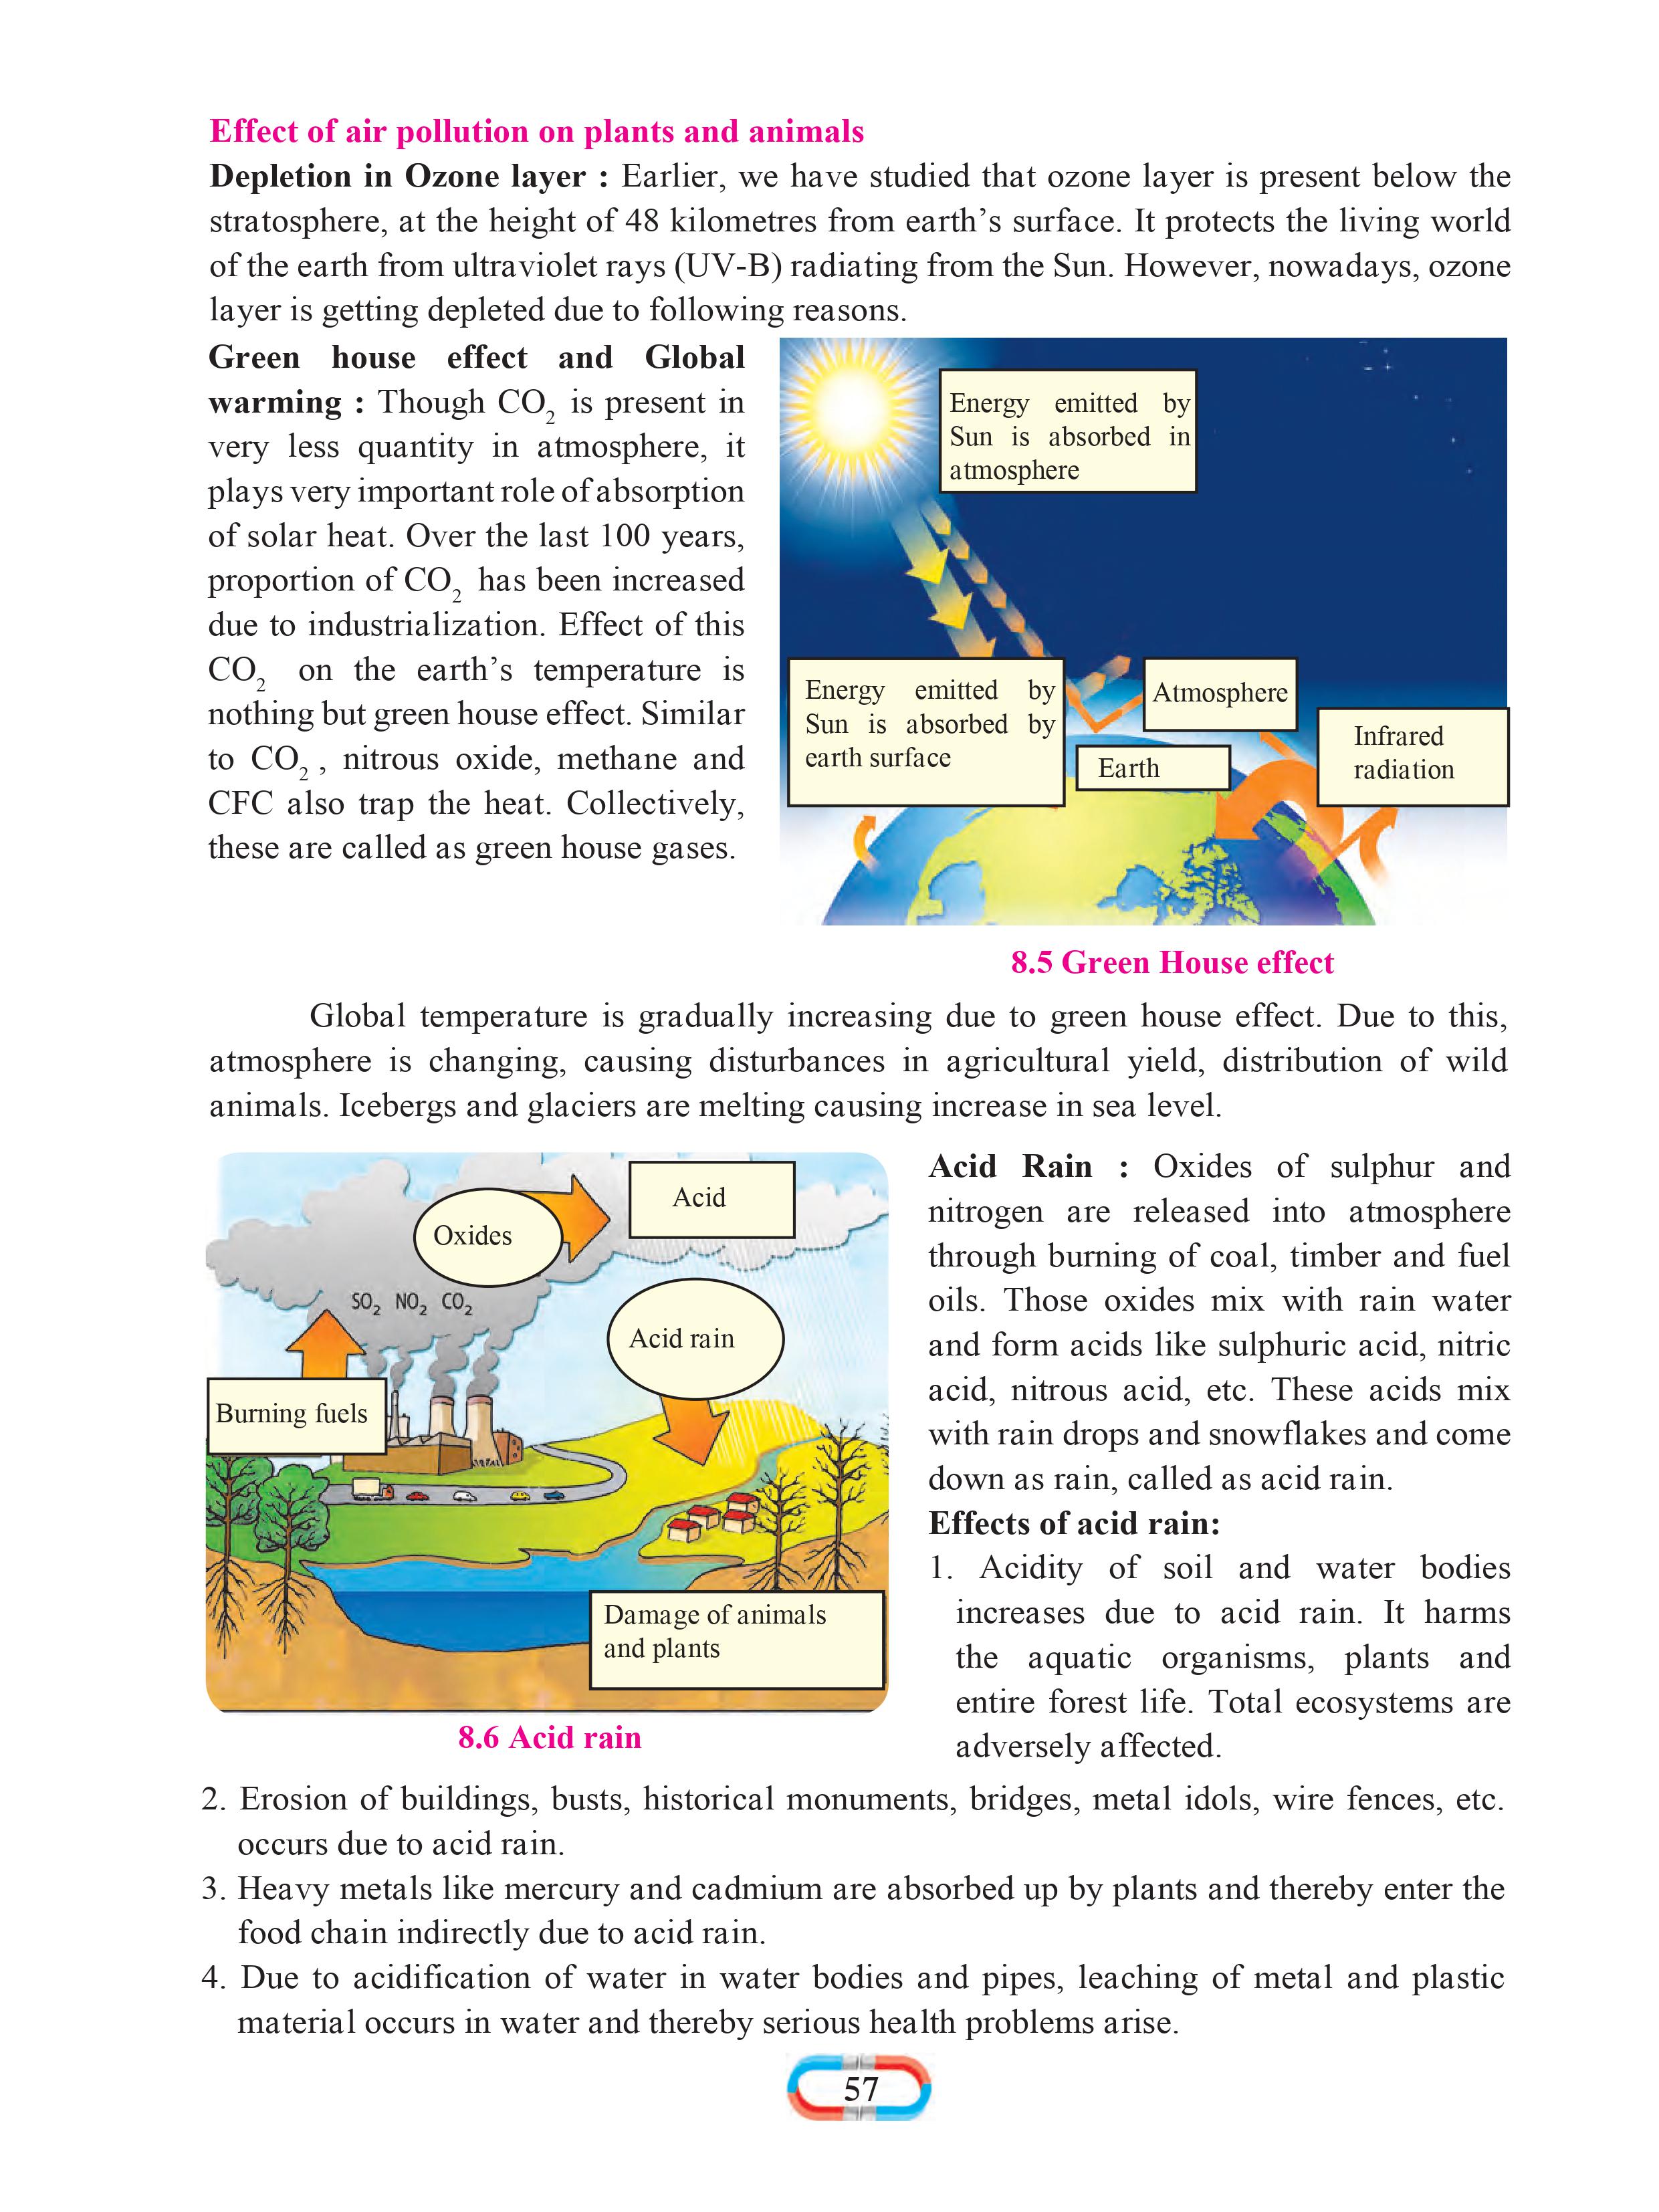 Effect of air pollution on plants and animals
Depletion in Ozone layer : Earlier, we have studied that ozone layer is present below the
stratosphere, at the height of 48 kilometres from earth’s surface. It protects the living world
of the earth from ultraviolet rays (UV-B) radiating from the Sun. However, nowadays, ozone
layer is getting depleted due to following reasons.
Green house effect and Global
warming : Though CO₂ is present in
very less quantity in atmosphere, it
plays very important role of absorption
of solar heat. Over the last 100 years,
proportion of CO₂ has been increased
due to industrialization. Effect of this
CO₂ on the earth’s temperature is
nothing but green house effect. Similar
to CO₂ , nitrous oxide, methane and
CFC also trap the heat. Collectively,
these are called as green house gases.
Energy emitted by
Sun is absorbed in
atmosphere
Energy emitted by
Sun is absorbed by
earth surface
Atmosphere
Earth
Infrared
radiation
8.5 Green House effect
Global temperature is gradually increasing due to green house effect. Due to this,
atmosphere is changing, causing disturbances in agricultural yield, distribution of wild
animals. Icebergs and glaciers are melting causing increase in sea level.
Acid
Oxides
SO₂ NO₂ CO₂
Acid rain
Burning fuels
Damage of animals
and plants
8.6 Acid rain
Acid Rain : Oxides of sulphur and
nitrogen are released into atmosphere
through burning of coal, timber and fuel
oils. Those oxides mix with rain water
and form acids like sulphuric acid, nitric
acid, nitrous acid, etc. These acids mix
with rain drops and snowflakes and come
down as rain, called as acid rain.
Effects of acid rain:
1. Acidity of soil and water bodies
increases due to acid rain. It harms
the aquatic organisms, plants and
entire forest life. Total ecosystems are
adversely affected.
2. Erosion of buildings, busts, historical monuments, bridges, metal idols, wire fences, etc.
occurs due to acid rain.
3. Heavy metals like mercury and cadmium are absorbed up by plants and thereby enter the
food chain indirectly due to acid rain.
4. Due to acidification of water in water bodies and pipes, leaching of metal and plastic
material occurs in water and thereby serious health problems arise.
57